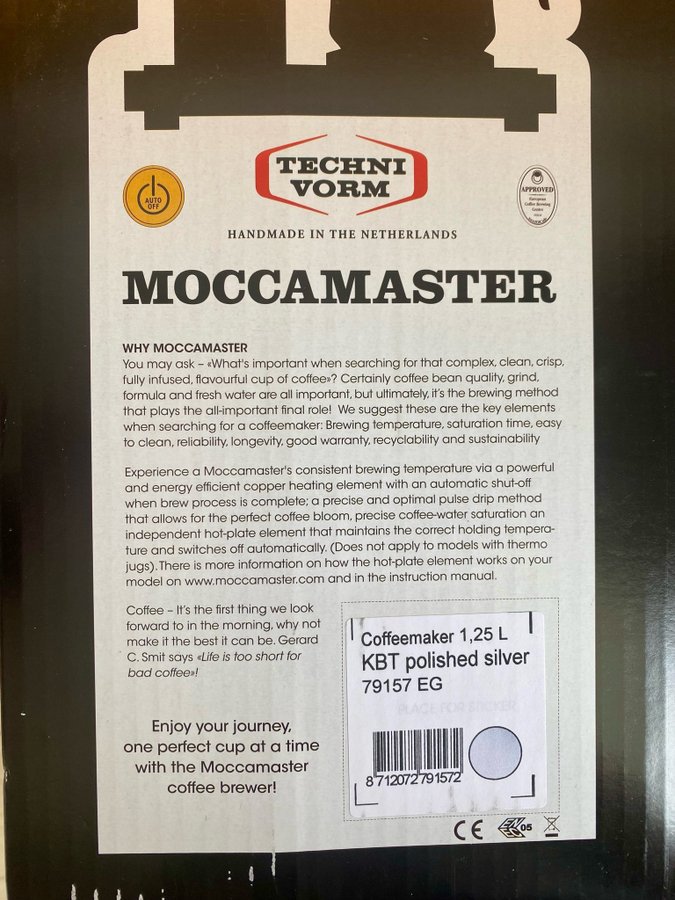 TECHNI
VORM
AUTO
OFF
APPROVED
European
Coffee Brewing
Centre
HANDMADE IN THE NETHERLANDS
MOCCAMASTER
WHY MOCCAMASTER
You may ask – «What's important when searching for that complex, clean, crisp,
fully infused, flavourful cup of coffee»? Certainly coffee bean quality, grind,
formula and fresh water are all important, but ultimately, it's the brewing method
that plays the all-important final role! We suggest these are the key elements
when searching for a coffeemaker: Brewing temperature, saturation time, easy
to clean, reliability, longevity, good warranty, recyclability and sustainability
Experience a Moccamaster's consistent brewing temperature via a powerful
and energy efficient copper heating element with an automatic shut-off
when brew process is complete; a precise and optimal pulse drip method
that allows for the perfect coffee bloom, precise coffee-water saturation an
independent hot-plate element that maintains the correct holding tempera-
ture and switches off automatically. (Does not apply to models with thermo
jugs). There is more information on how the hot-plate element works on your
model on www.moccamaster.com and in the instruction manual.
Coffee – It's the first thing we look
forward to in the morning, why not
make it the best it can be. Gerard
C. Smit says «Life is too short for
bad coffee»!
Enjoy your journey,
one perfect cup at a time
with the Moccamaster
coffee brewer!
Coffeemaker 1,25 L
KBT polished silver
79157 EG
PLACE FOR STICKER
8 712072 791572
CE
EN
EC
05